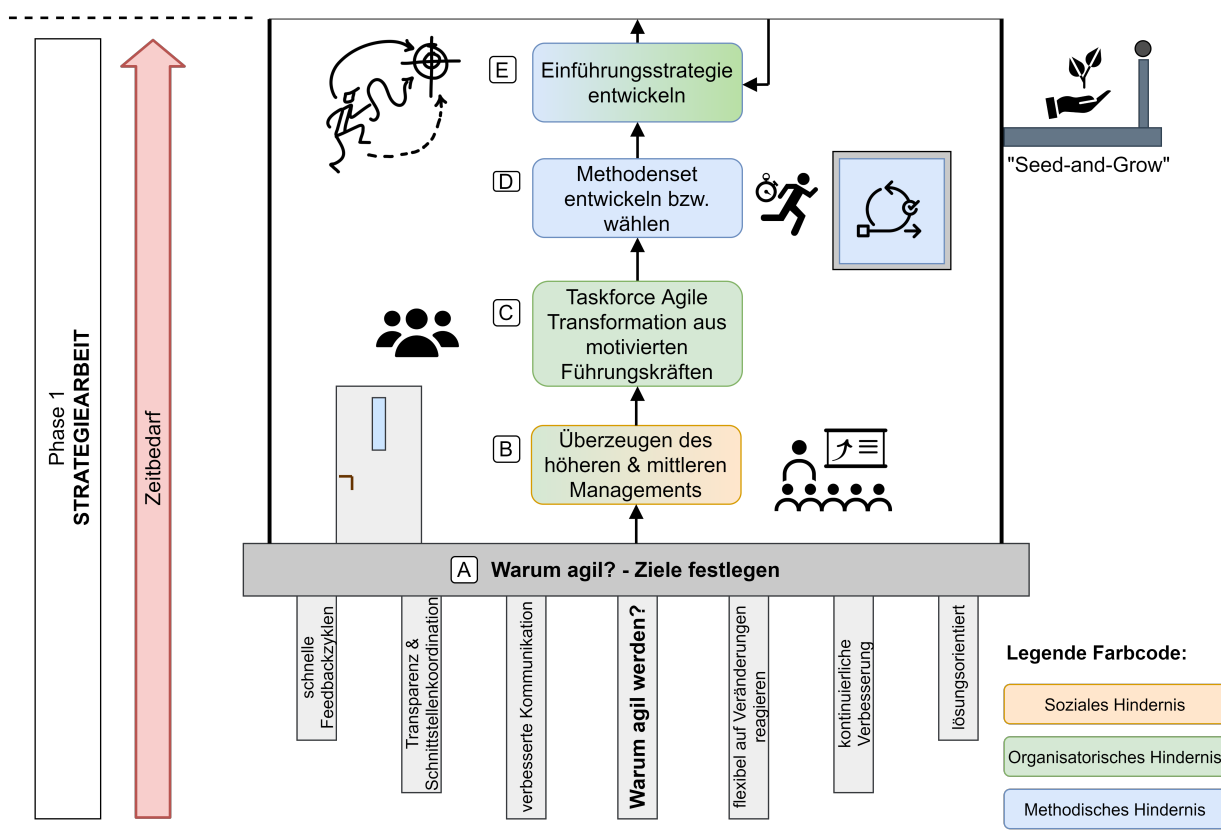 E
Einführungsstrategie
entwickeln
"Seed-and-Grow"
D
Methodenset
entwickeln bzw.
wählen
C
Taskforce Agile
Transformation aus
motivierten
Führungskräften
Phase 1
STRATEGIEARBEIT
Zeitbedarf
B
Überzeugen des
höheren & mittleren
Managements
A
Warum agil? - Ziele festlegen
schnelle
Feedbackzyklen
Transparenz &
Schnittstellenkoordination
verbesserte Kommunikation
Warum agil werden?
flexibel auf Veränderungen
reagieren
kontinuierliche
Verbesserung
lösungsorientiert
Legende Farbcode:
Soziales Hindernis
Organisatorisches Hindernis
Methodisches Hindernis